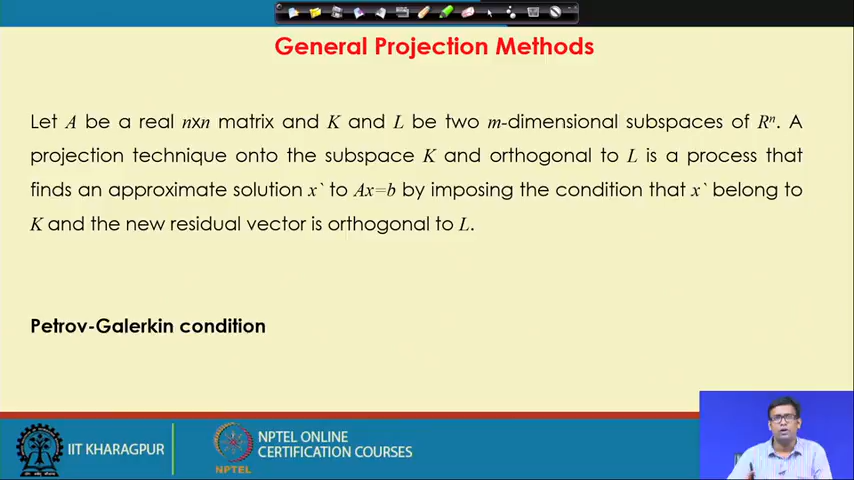 General Projection Methods
Let A be a real nxn matrix and K and L be two m-dimensional subspaces of Rⁿ. A
projection technique onto the subspace K and orthogonal to L is a process that
finds an approximate solution x` to Ax=b by imposing the condition that x` belong to
K and the new residual vector is orthogonal to L.
Petrov-Galerkin condition
IIT KHARAGPUR
NPTEL
NPTEL ONLINE
CERTIFICATION COURSES